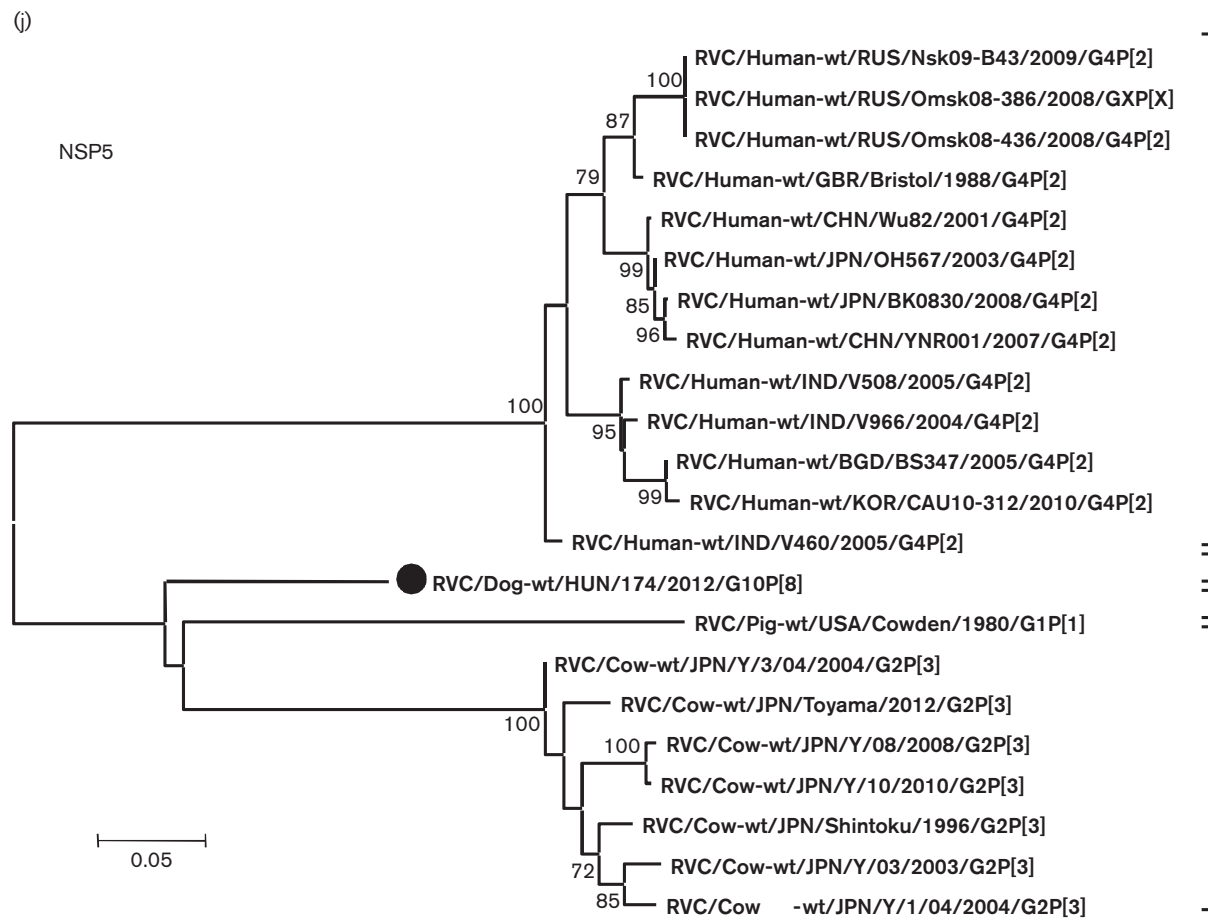 (j)
NSP5
RVC/Human-wt/RUS/Nsk09-B43/2009/G4P[2]
100
RVC/Human-wt/RUS/Omsk08-386/2008/GXP[X]
87
RVC/Human-wt/RUS/Omsk08-436/2008/G4P[2]
79
RVC/Human-wt/GBR/Bristol/1988/G4P[2]
RVC/Human-wt/CHN/Wu82/2001/G4P[2]
99
RVC/Human-wt/JPN/OH567/2003/G4P[2]
85
RVC/Human-wt/JPN/BK0830/2008/G4P[2]
96
RVC/Human-wt/CHN/YNR001/2007/G4P[2]
RVC/Human-wt/IND/V508/2005/G4P[2]
100
RVC/Human-wt/IND/V966/2004/G4P[2]
95
RVC/Human-wt/BGD/BS347/2005/G4P[2]
99
RVC/Human-wt/KOR/CAU10-312/2010/G4P[2]
RVC/Human-wt/IND/V460/2005/G4P[2]
RVC/Dog-wt/HUN/174/2012/G10P[8]
RVC/Pig-wt/USA/Cowden/1980/G1P[1]
RVC/Cow-wt/JPN/Y/3/04/2004/G2P[3]
100
RVC/Cow-wt/JPN/Toyama/2012/G2P[3]
100
RVC/Cow-wt/JPN/Y/08/2008/G2P[3]
RVC/Cow-wt/JPN/Y/10/2010/G2P[3]
RVC/Cow-wt/JPN/Shintoku/1996/G2P[3]
72
RVC/Cow-wt/JPN/Y/03/2003/G2P[3]
85
RVC/Cow -wt/JPN/Y/1/04/2004/G2P[3]
0.05